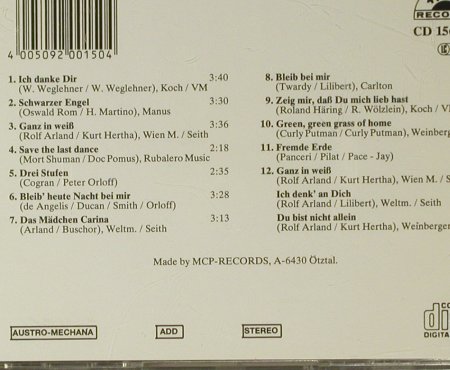 4 005092 001504
RECOR
CD 150
1. Ich danke Dir 3:40
(W. Weglehner / W. Weglehner), Koch / VM
2. Schwarzer Engel 3:30
(Oswald Rom / H. Martino), Manus
3. Ganz in weiß 3:36
(Rolf Arland / Kurt Hertha), Wien M. / Seith
4. Save the last dance 2:18
(Mort Shuman / Doc Pomus), Rubalero Music
5. Drei Stufen 2:35
(Cogran / Peter Orloff)
6. Bleib' heute Nacht bei mir 3:28
(de Angelis / Ducan / Smith / Orloff)
7. Das Mädchen Carina 3:13
(Arland / Buschor), Weltm. / Seith
8. Bleib bei mir
(Twardy / Lilibert), Carlton
9. Zeig mir, daß Du mich lieb hast
(Roland Häring / R. Wölzlein), Koch / V
10. Green, green grass of home
(Curly Putman / Curly Putman), Weinberge
11. Fremde Erde
(Panceri / Pilat / Pace - Jay)
12. Ganz in weiß
(Rolf Arland / Kurt Hertha), Wien M. / S
Ich denk' an Dich
(Rolf Arland / Lilibert), Weltm. / Seith
Du bist nicht allein
(Rolf Arland / Kurt Hertha), Weinberger
Made by MCP-RECORDS, A-6430 Ötztal.
AUSTRO-MECHANA
ADD
STEREO
DIGITAL